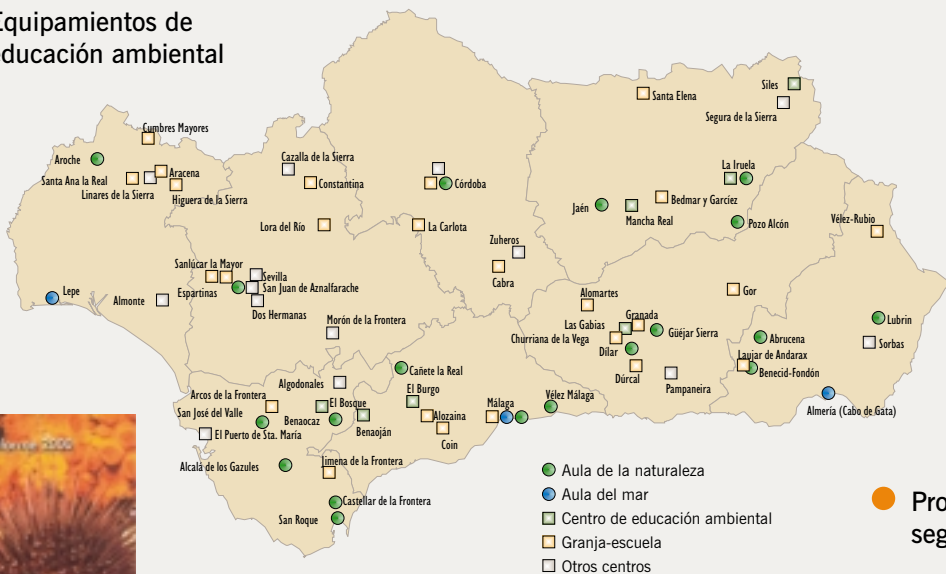 Equipamientos de
educación ambiental
Siles
Santa Elena
Segura de la Sierra
Cumbres Mayores
Aroche
Cazalla de la Sierra
La Iruela
Santa Ana la Real
Aracena
Constantina
Córdoba
Linares de la Sierra
Higuera de la Sierra
Bedmar y Garcíez
Jaén
Mancha Real
Pozo Alcón
Vélez-Rubio
Lora del Río
La Carlota
Zuheros
Sanlúcar la Mayor
Sevilla
Cabra
Lepe
Almonte
Espartinas
San Juan de Aznalfarache
Alomartes
Gor
Dos Hermanas
Morón de la Frontera
Las Gabias
Granada
Churriana de la Vega
Güéjar Sierra
Lubrin
Dílar
Abrucena
Sorbas
Laujar de Andarax
Cañete la Real
Benecid-Fondón
Dúrcal
Pampaneira
Algodonales
El Burgo
Arcos de la Frontera
El Bosque
Málaga
Vélez Málaga
Almería (Cabo de Gata)
San José del Valle
Benaocaz
Alozaina
El Puerto de Sta. María
Benaoján
Coin
Alcalá de los Gazules
Jimena de la Frontera
Castellar de la Frontera
San Roque
Aula de la naturaleza
Aula del mar
Centro de educación ambiental
Granja-escuela
Otros centros
Pro
seg